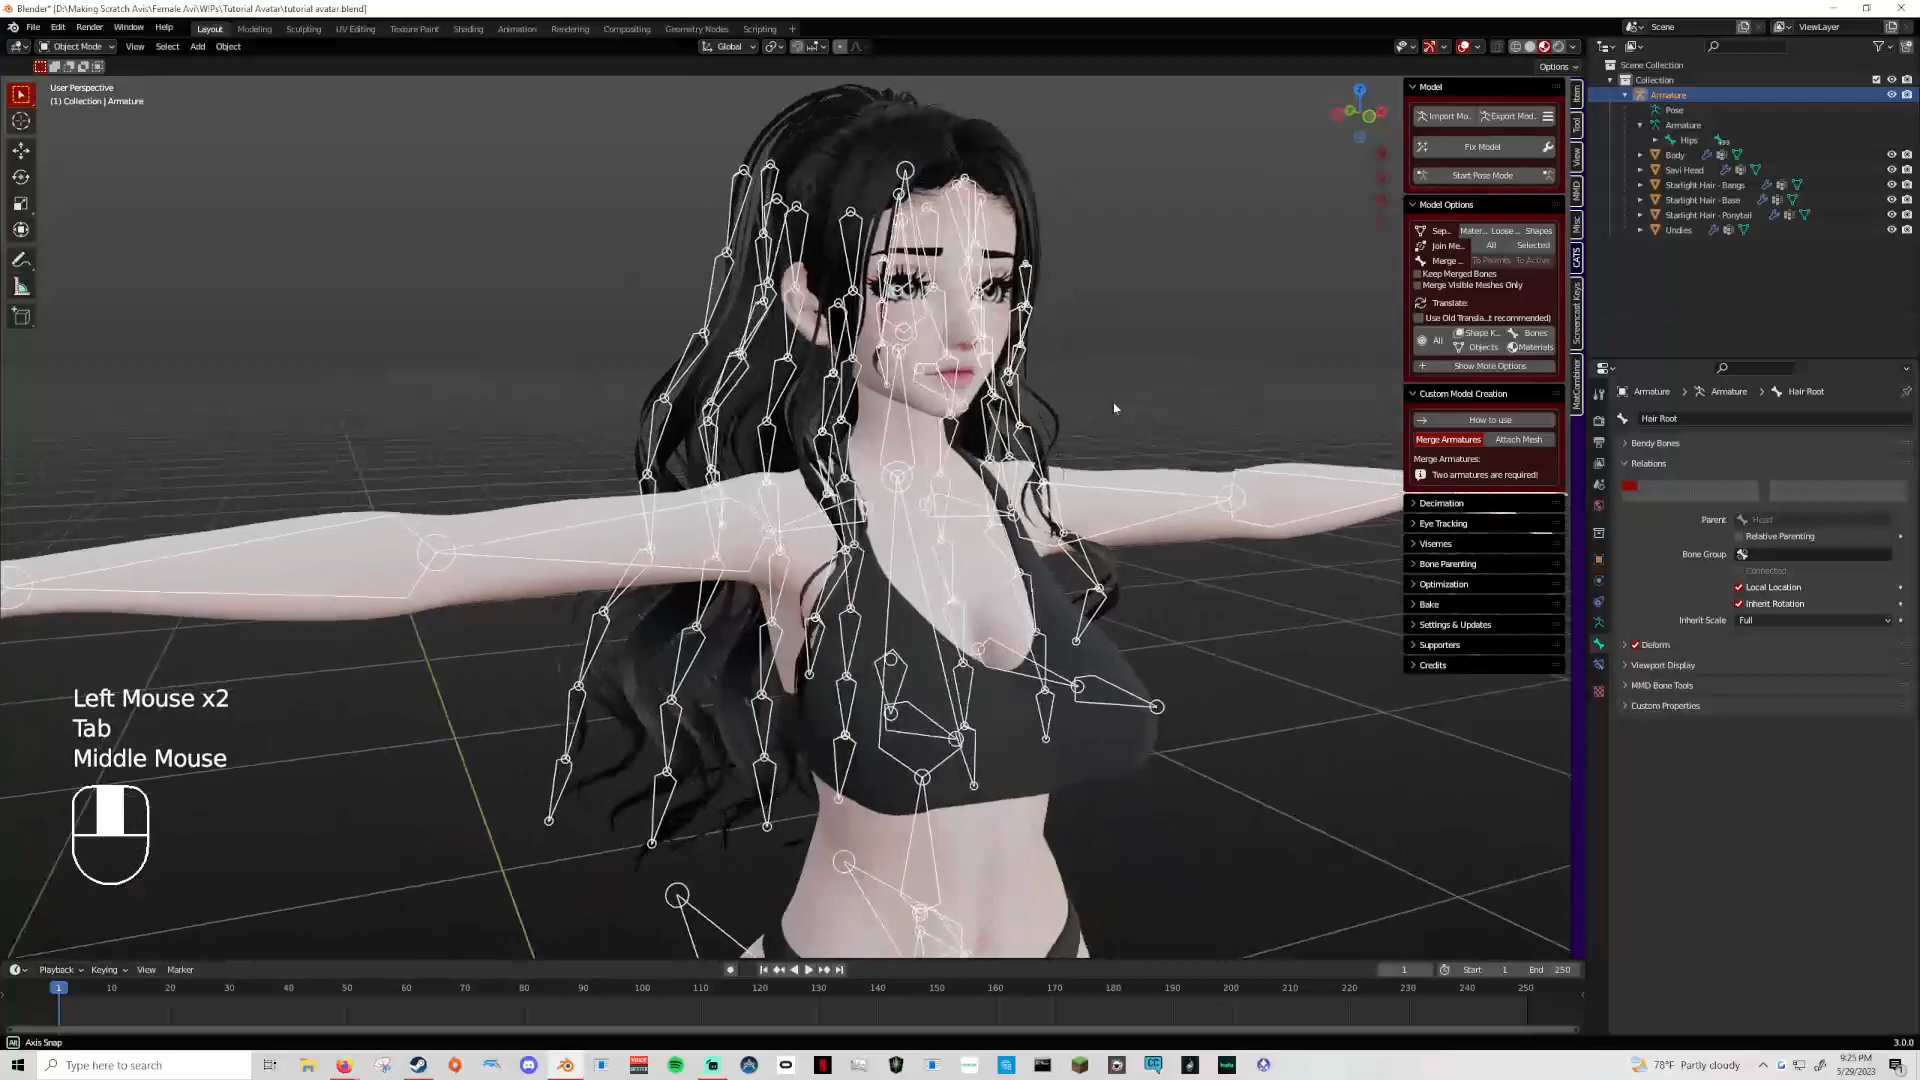 Blender* [D:\Making Scratch Avis\Female Avi\WIPs\Tutorial Avatar\tutorial avatar.blend]
File Edit Render Window Help Layout Modeling Sculpting UV Editing Texture Paint Shading Animation Rendering Compositing Geometry Nodes Scripting + Scene ViewLayer
Object Mode View Select Add Object Global
Options
User Perspective
(1) Collection | Armature
Model
Import Mo.. Export Mod..
Fix Model
Start Pose Mode
Model Options
Sep.. Mater.. Loose .. Shapes
Join Me.. All Selected
Merge .. To Parents To Active
Keep Merged Bones
Merge Visible Meshes Only
Translate:
Use Old Transla..t recommended)
All Shape K.. Bones
Objects Materials
Show More Options
Custom Model Creation
How to use
Merge Armatures Attach Mesh
Merge Armatures:
Two armatures are required!
Decimation
Eye Tracking
Visemes
Bone Parenting
Optimization
Bake
Settings & Updates
Supporters
Credits
Item
Tool
View
MMD
Misc
CATS
Screencast Keys
MatCombiner
Scene Collection
Collection
Armature
Pose
Armature
Hips
Body
Savi Head
Starlight Hair - Bangs
Starlight Hair - Base
Starlight Hair - Ponytail
Undies
Armature > Armature > Hair Root
Hair Root
Bendy Bones
Relations
Parent Head
Relative Parenting
Bone Group
Connected
Local Location
Inherit Rotation
Inherit Scale Full
Deform
Viewport Display
MMD Bone Tools
Custom Properties
Left Mouse x2
Tab
Middle Mouse
Playback Keying View Marker 1 Start 1 End 250
1 10 20 30 40 50 60 70 80 90 100 110 120 130 140 150 160 170 180 190 200 210 220 230 240 250
Alt Axis Snap 3.0.0
Type here to search 78°F Partly cloudy 9:25 PM
5/29/2023